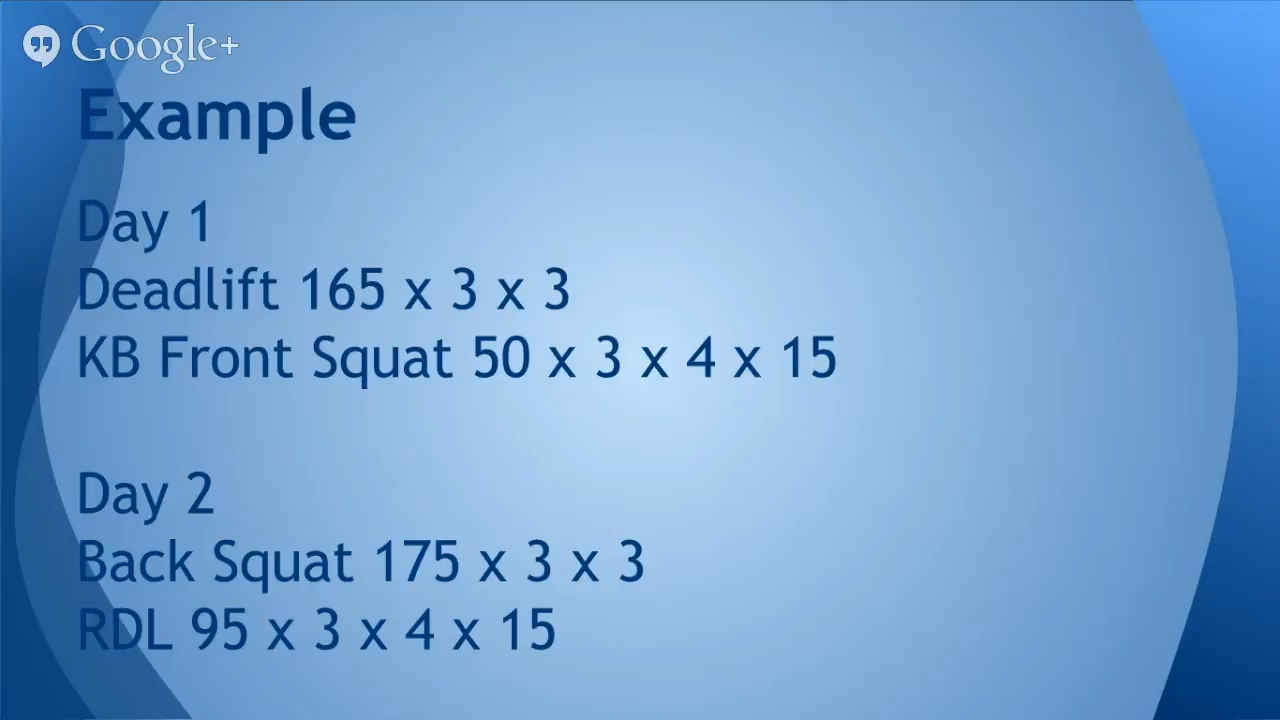 Google+
Example
Day 1
Deadlift 165 x 3 x 3
KB Front Squat 50 x 3 x 4 x 15
Day 2
Back Squat 175 x 3 x 3
RDL 95 x 3 x 4 x 15